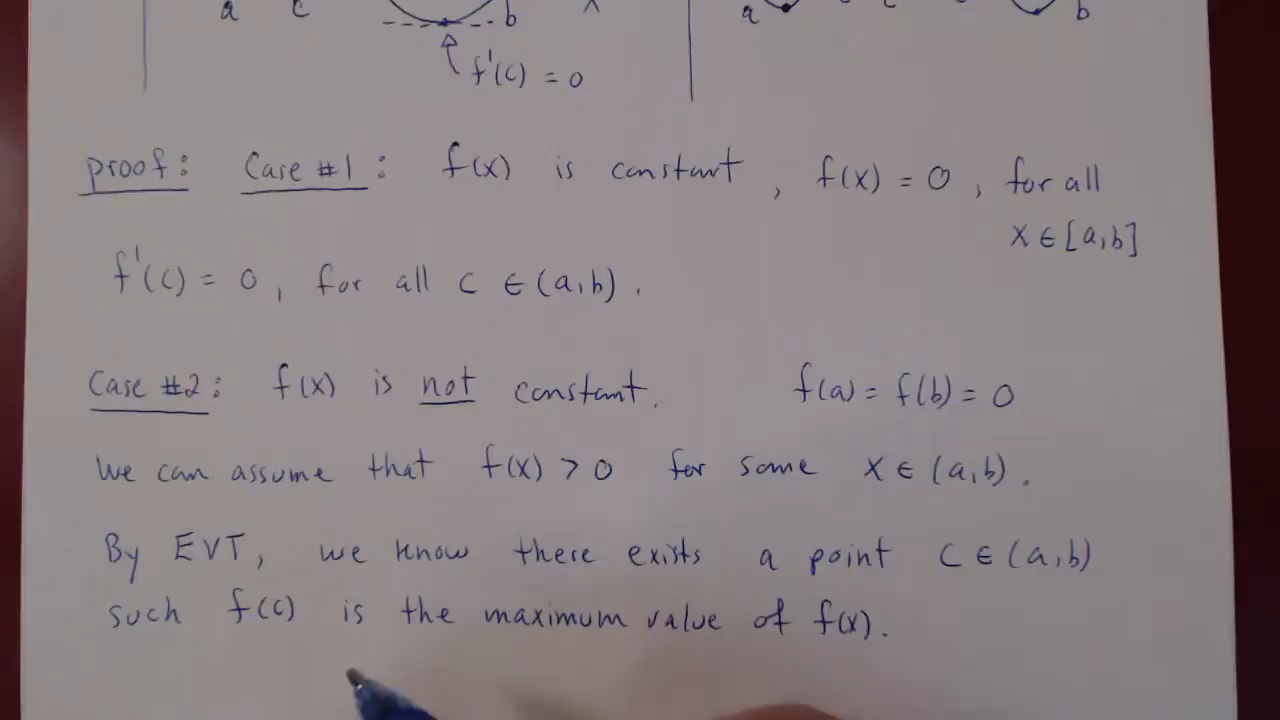 a c b x a b
f'(c) = 0
proof: Case #1: f(x) is constant, f(x) = 0, for all
x ∈ [a,b]
f'(c) = 0, for all c ∈ (a,b).
Case #2: f(x) is not constant. f(a) = f(b) = 0
We can assume that f(x) > 0 for some x ∈ (a,b).
By EVT, we know there exists a point c ∈ (a,b)
such f(c) is the maximum value of f(x).